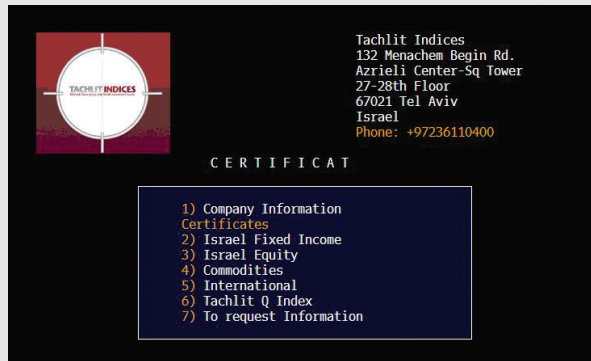 TACHLIT INDICES
Tachlit Indices
132 Menachem Begin Rd.
Azrieli Center-Sq Tower
27-28th Floor
67021 Tel Aviv
Israel
Phone: +97236110400
C E R T I F I C A T
1) Company Information
Certificates
2) Israel Fixed Income
3) Israel Equity
4) Commodities
5) International
6) Tachlit Q Index
7) To request Information